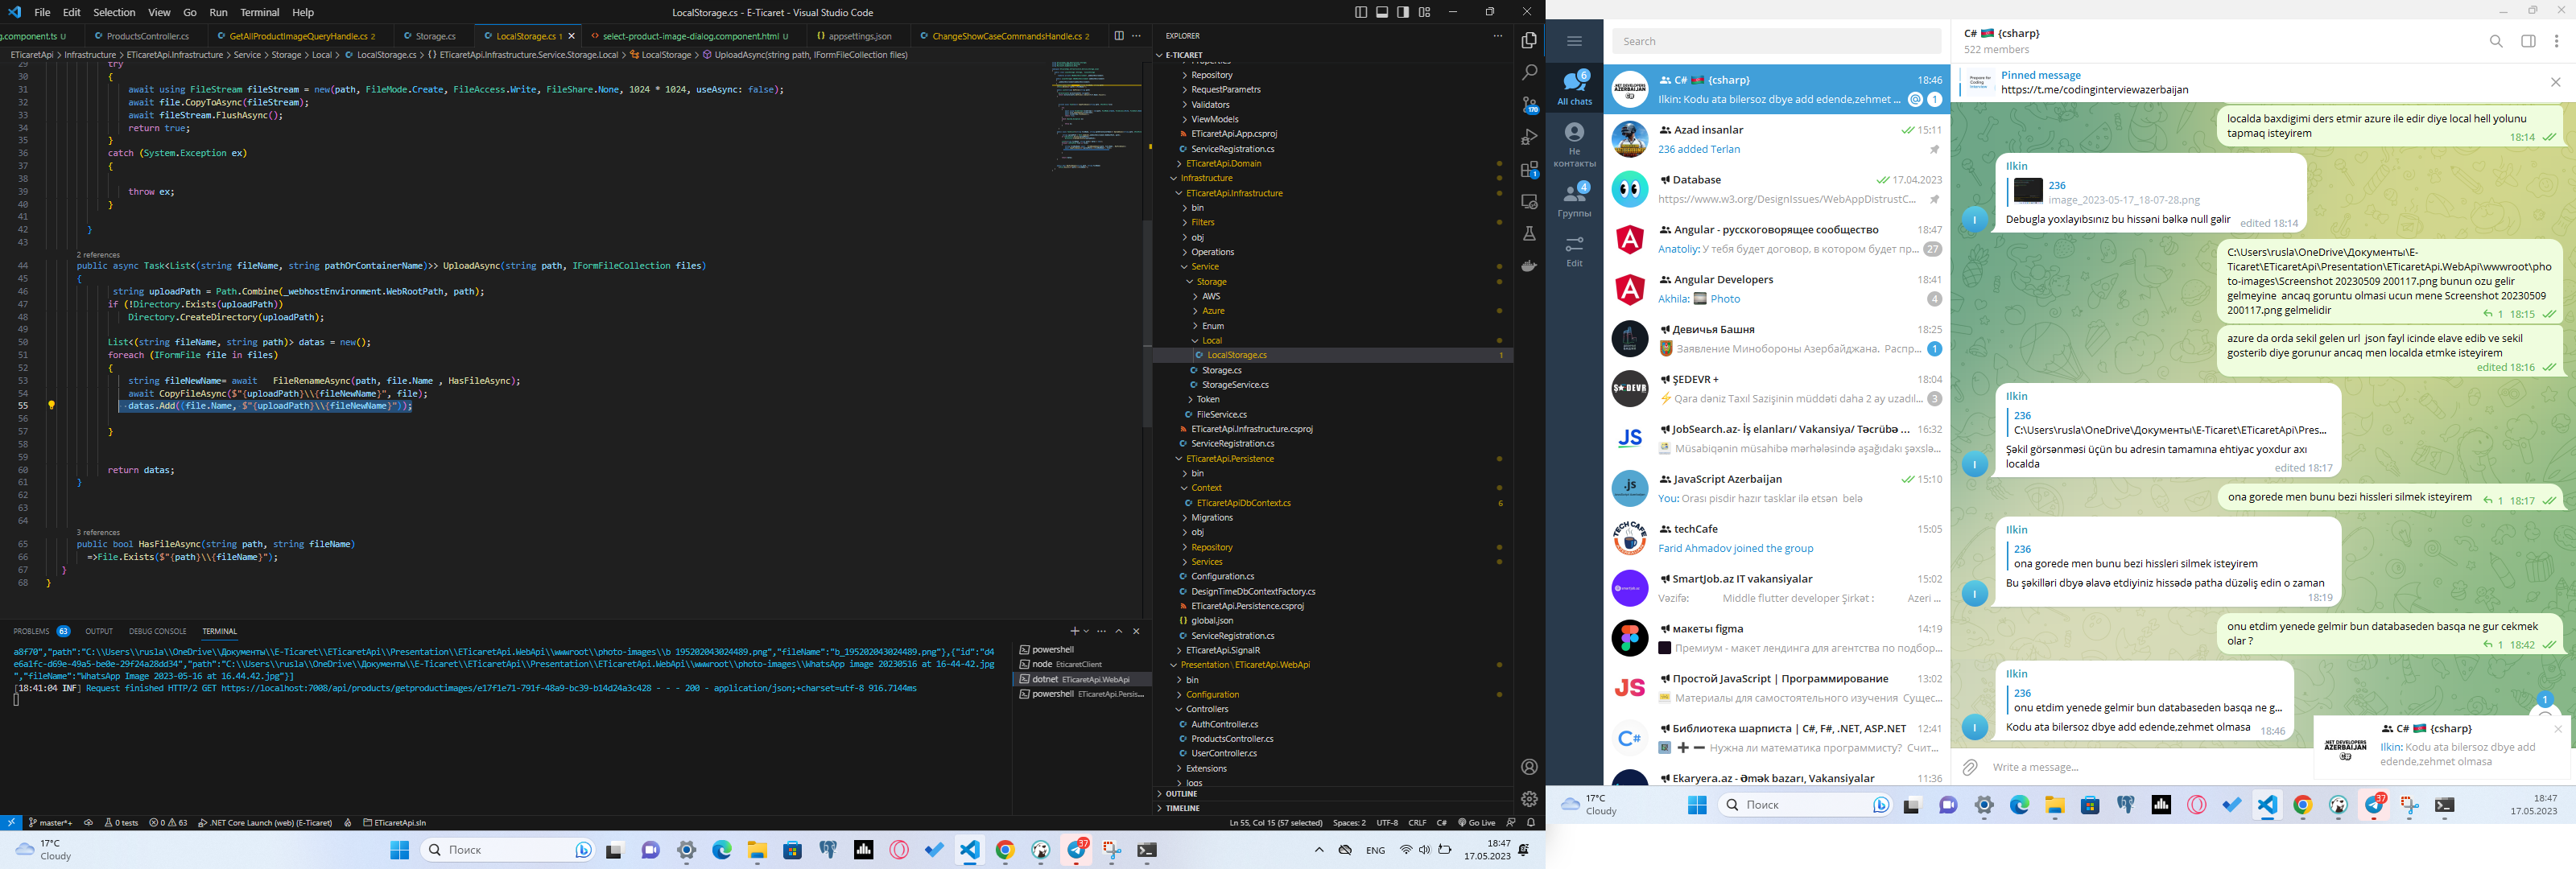 File Edit Selection View Go Run Terminal Help
LocalStorage.cs - E-Ticaret - Visual Studio Code
g.component.ts U
ProductsController.cs
GetAllProductImageQueryHandle.cs 2
Storage.cs
LocalStorage.cs 1
select-product-image-dialog.component.html U
appsettings.json
ChangeShowCaseCommandsHandle.cs 2
ETicaretApi > Infrastructure > ETicaretApi.Infrastructure > Service > Storage > Local > LocalStorage.cs > {} ETicaretApi.Infrastructure.Service.Storage.Local > LocalStorage > UploadAsync(string path, IFormFileCollection files)
29 try
30 {
31 await using FileStream fileStream = new(path, FileMode.Create, FileAccess.Write, FileShare.None, 1024 * 1024, useAsync: false);
32 await file.CopyToAsync(fileStream);
33 await fileStream.FlushAsync();
34 return true;
35 }
36 catch (System.Exception ex)
37 {
38
39 throw ex;
40 }
41
42 }
43
2 references
44 public async Task<List<(string fileName, string pathOrContainerName)>> UploadAsync(string path, IFormFileCollection files)
45 {
46 string uploadPath = Path.Combine(_webhostEnvironment.WebRootPath, path);
47 if (!Directory.Exists(uploadPath))
48 Directory.CreateDirectory(uploadPath);
49
50 List<(string fileName, string path)> datas = new();
51 foreach (IFormFile file in files)
52 {
53 string fileNewName= await FileRenameAsync(path, file.Name , HasFileAsync);
54 await CopyFileAsync($"{uploadPath}\\{fileNewName}", file);
55 datas.Add((file.Name, $"{uploadPath}\\{fileNewName}"));
56
57 }
58
59
60 return datas;
61 }
62
63
64
3 references
65 public bool HasFileAsync(string path, string fileName)
66 =>File.Exists($"{path}\\{fileName}");
67 }
68 }
PROBLEMS 63 OUTPUT DEBUG CONSOLE TERMINAL
a8f70","path":"C:\\Users\\rusla\\OneDrive\\Документы\\E-Ticaret\\ETicaretApi\\Presentation\\ETicaretApi.WebApi\\wwwroot\\photo-images\\b 195202043024489.png","fileName":"b_195202043024489.png"},{"id":"d4
e6a1fc-d69e-49a5-be0e-29f24a28dd34","path":"C:\\Users\\rusla\\OneDrive\\Документы\\E-Ticaret\\ETicaretApi\\Presentation\\ETicaretApi.WebApi\\wwwroot\\photo-images\\WhatsApp image 20230516 at 16-44-42.jpg
","fileName":"WhatsApp Image 2023-05-16 at 16.44.42.jpg"}]
[18:41:04 INF] Request finished HTTP/2 GET https://localhost:7008/api/products/getproductimages/e17f1e71-791f-48a9-bc39-b14d24a3c428 - - - 200 - application/json;+charset=utf-8 916.7144ms
powershell
node EticaretClient
dotnet ETicaretApi.WebApi
powershell ETicaretApi.Persis...
EXPLORER
E-TICARET
Properties
Repository
RequestParametrs
Validators
ViewModels
ETicaretApi.App.csproj
ServiceRegistration.cs
ETicaretApi.Domain
Infrastructure
ETicaretApi.Infrastructure
bin
Filters
obj
Operations
Service
Storage
AWS
Azure
Enum
Local
LocalStorage.cs 1
Storage.cs
StorageService.cs
Token
FileService.cs
ETicaretApi.Infrastructure.csproj
ServiceRegistration.cs
ETicaretApi.Persistence
bin
Context
ETicaretApiDbContext.cs 6
Migrations
obj
Repository
Services
Configuration.cs
DesignTimeDbContextFactory.cs
ETicaretApi.Persistence.csproj
global.json
ServiceRegistration.cs
ETicaretApi.SignalR
Presentation \ ETicaretApi.WebApi
bin
Configuration
Controllers
AuthController.cs
ProductsController.cs
UserController.cs
Extensions
logs
OUTLINE
TIMELINE
170
1
master*+ 0 tests 0 63 .NET Core Launch (web) (E-Ticaret) ETicaretApi.sln
Ln 55, Col 15 (57 selected) Spaces: 2 UTF-8 CRLF C# Go Live
17°C
Cloudy
Поиск
37
ENG
18:47
17.05.2023
6
All chats
Не
контакты
4
Группы
Edit
Search
C# {csharp} 18:46
Ilkin: Kodu ata bilersoz dbye add edende,zehmet ... 1
Azad insanlar 15:11
236 added Terlan
Database 17.04.2023
https://www.w3.org/DesignIssues/WebAppDistrustC...
Angular - русскоговорящее сообщество 18:47
Anatoliy: У тебя будет договор, в котором будет пр... 27
Angular Developers 18:41
Akhila: Photo 4
Девичья Башня 18:25
Заявление Минобороны Азербайджана. Распр... 1
ŞEDEVR + 18:04
Qara dəniz Taxıl Sazişinin müddəti daha 2 ay uzadıl... 3
JobSearch.az- İş elanları/ Vakansiya/ Təcrübə ... 16:32
Müsabiqənin müsahibə mərhələsində aşağıdakı şəxslə...
JavaScript Azerbaijan 15:10
You: Orası pisdir hazır tasklar ilə etsən belə
techCafe 15:05
Farid Ahmadov joined the group
SmartJob.az IT vakansiyalar 15:02
Vəzifə: Middle flutter developer Şirkət : Azeri ...
макеты figma 14:19
Премиум - макет лендинга для агентства по подбор...
Простой JavaScript | Программирование 13:02
Материалы для самостоятельного изучения Сущес...
Библиотека шарписта | C#, F#, .NET, ASP.NET 12:41
Нужна ли математика программисту? Счит...
Ekaryera.az - Əmək bazarı, Vakansiyalar 11:36
C# {csharp}
522 members
Pinned message
https://t.me/codinginterviewazerbaijan
localda baxdigimi ders etmir azure ile edir diye local hell yolunu
tapmaq isteyirem
18:14
Ilkin
236
image_2023-05-17_18-07-28.png
Debugla yoxlayıbsınız bu hissəni bəlkə null gəlir edited 18:14
C:\Users\rusla\OneDrive\Документы\E-
Ticaret\ETicaretApi\Presentation\ETicaretApi.WebApi\wwwroot\pho
to-images\Screenshot 20230509 200117.png bunun ozu gelir
gelmeyine ancaq goruntu olmasi ucun mene Screenshot 20230509
200117.png gelmelidir
1 18:15
azure da orda sekil gelen url json fayl icinde elave edib ve sekil
gosterib diye gorunur ancaq men localda etmke isteyirem
edited 18:16
Ilkin
236
C:\Users\rusla\OneDrive\Документы\E-Ticaret\ETicaretApi\Pres...
Şəkil görsənməsi üçün bu adresin tamamına ehtiyac yoxdur axı
localda
edited 18:17
ona gorede men bunu bezi hissleri silmek isteyirem 1 18:17
Ilkin
236
ona gorede men bunu bezi hissleri silmek isteyirem
Bu şəkilləri dbyə əlavə etdiyiniz hissədə patha düzəliş edin o zaman
18:19
onu etdim yenede gelmir bun databaseden basqa ne gur cekmek
olar ?
1 18:42
Ilkin
236
onu etdim yenede gelmir bun databaseden basqa ne g...
Kodu ata bilersoz dbye add edende,zehmet olmasa 18:46
1
C# {csharp}
Ilkin: Kodu ata bilersoz dbye add
edende,zehmet olmasa
Write a message...
17°C
Cloudy
Поиск
37
18:47
17.05.2023